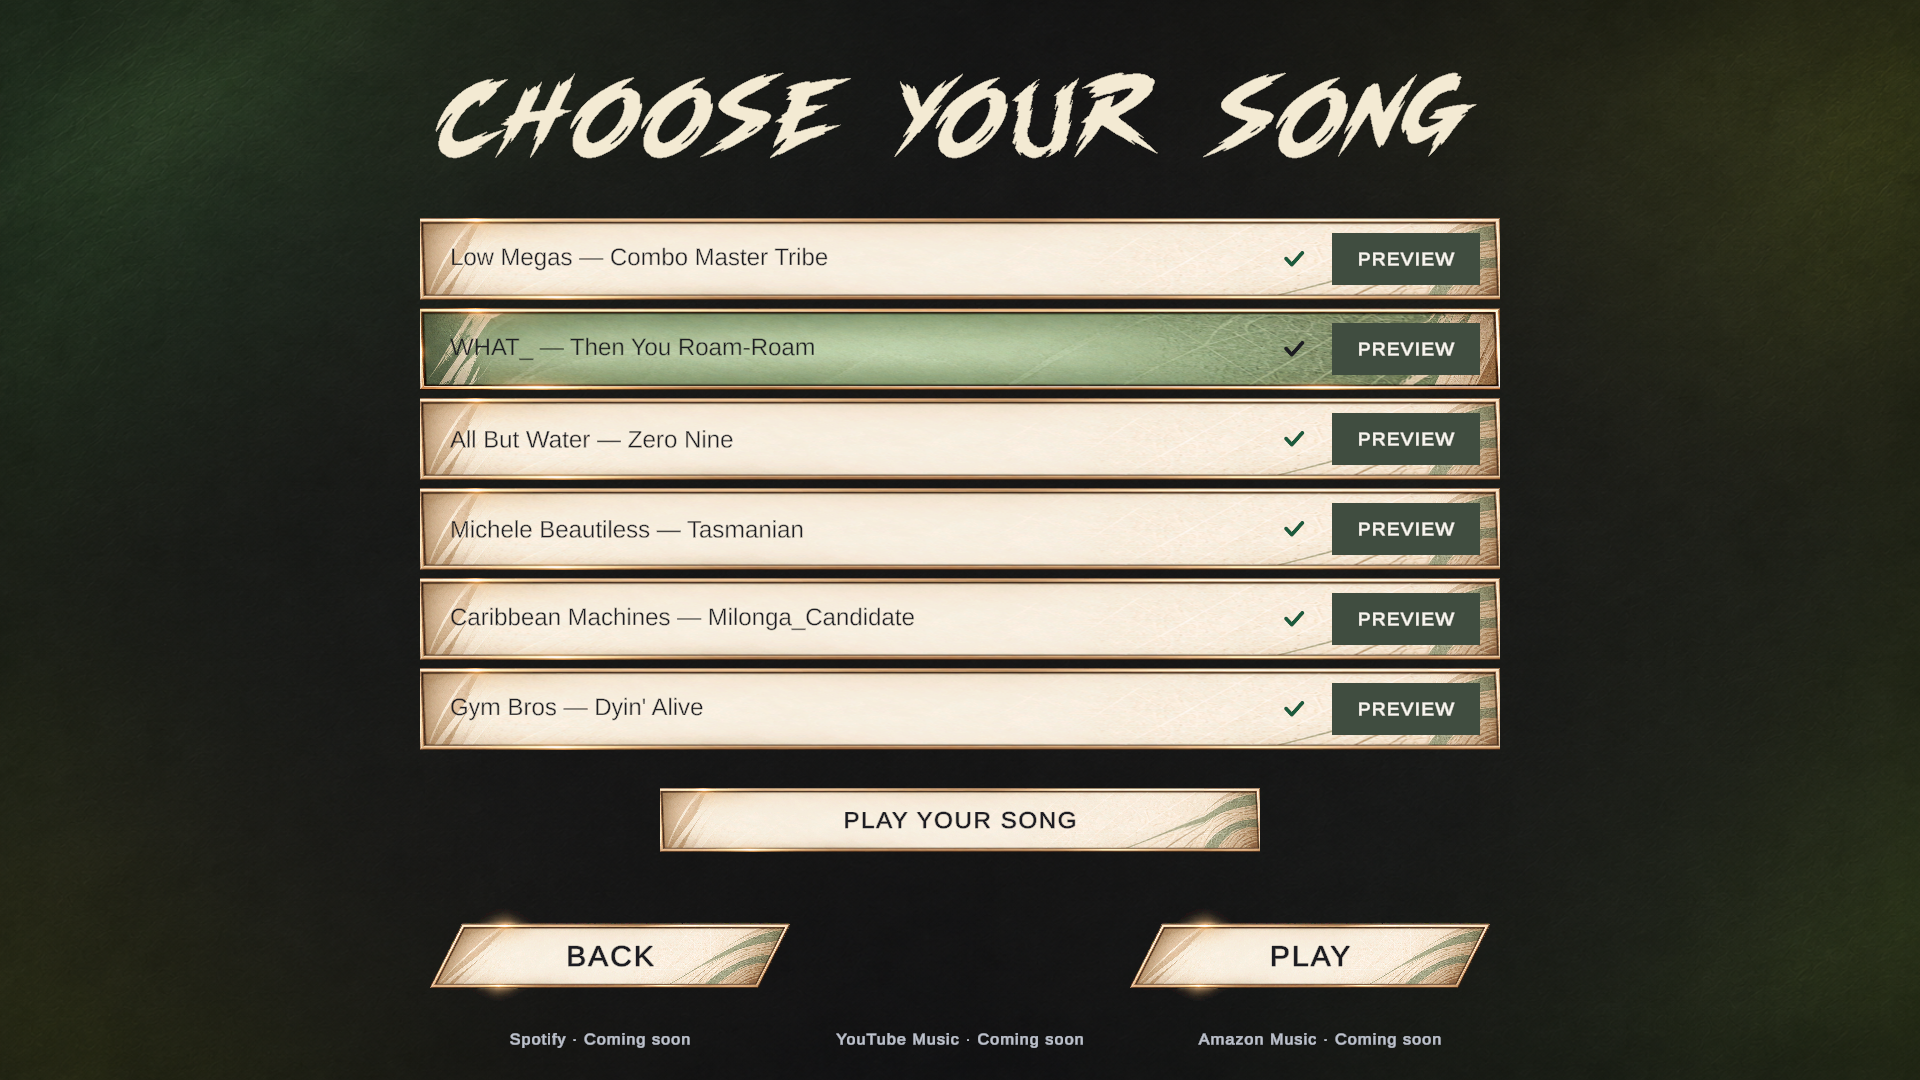 CHOOSE YOUR SONG
Low Megas — Combo Master Tribe
PREVIEW
WHAT_ — Then You Roam-Roam
PREVIEW
All But Water — Zero Nine
PREVIEW
Michele Beautiless — Tasmanian
PREVIEW
Caribbean Machines — Milonga_Candidate
PREVIEW
Gym Bros — Dyin' Alive
PREVIEW
PLAY YOUR SONG
BACK
PLAY
Spotify · Coming soon
YouTube Music · Coming soon
Amazon Music · Coming soon